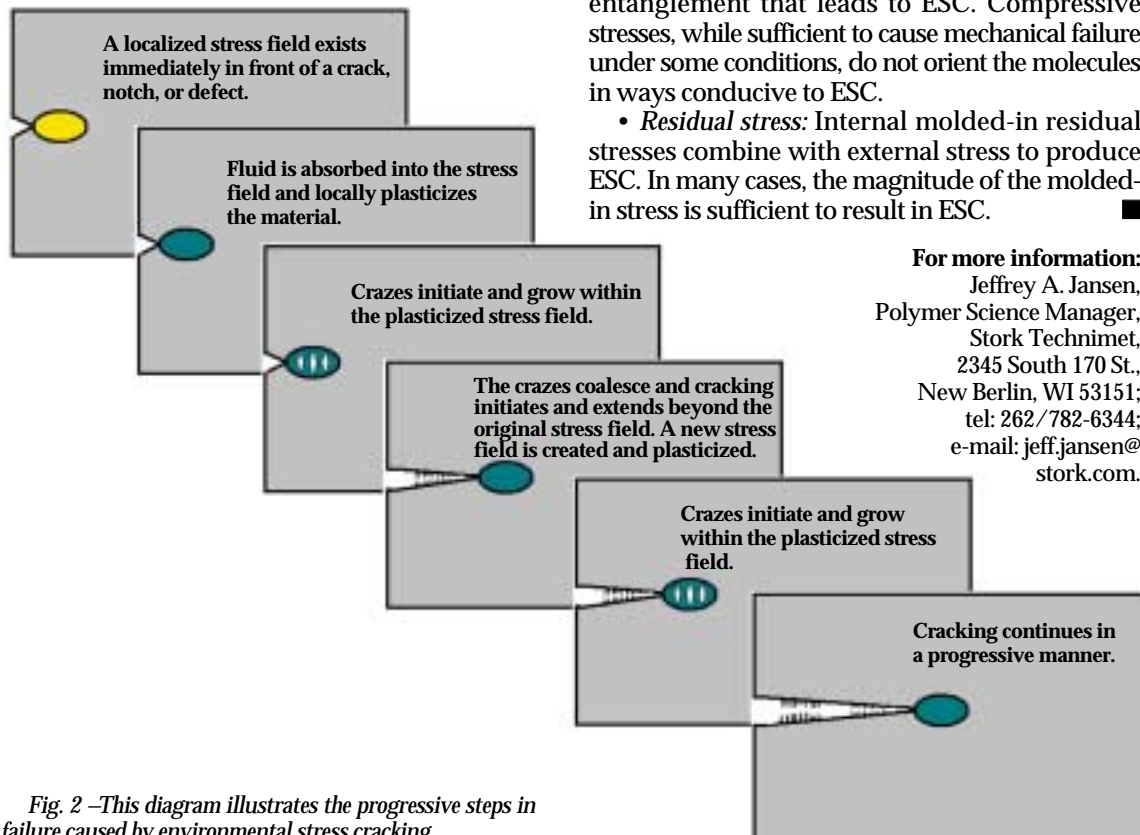 entanglement that leads to ESC. Compressive
stresses, while sufficient to cause mechanical failure
under some conditions, do not orient the molecules
in ways conducive to ESC.
• Residual stress: Internal molded-in residual
stresses combine with external stress to produce
ESC. In many cases, the magnitude of the molded-
in stress is sufficient to result in ESC. ■
For more information:
Jeffrey A. Jansen,
Polymer Science Manager,
Stork Technimet,
2345 South 170 St.,
New Berlin, WI 53151;
tel: 262/782-6344;
e-mail: jeff.jansen@
stork.com.
A localized stress field exists
immediately in front of a crack,
notch, or defect.
Fluid is absorbed into the stress
field and locally plasticizes
the material.
Crazes initiate and grow within
the plasticized stress field.
The crazes coalesce and cracking
initiates and extends beyond the
original stress field. A new stress
field is created and plasticized.
Crazes initiate and grow
within the plasticized stress
field.
Cracking continues in
a progressive manner.
Fig. 2 –This diagram illustrates the progressive steps in
failure caused by environmental stress cracking